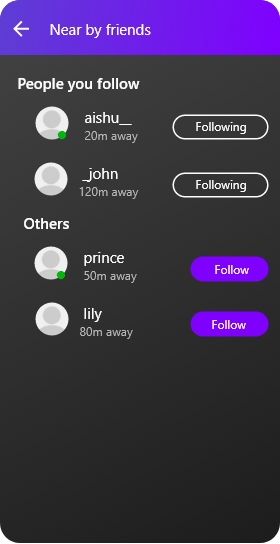 Near by friends
People you follow
aishu__
20m away
Following
_john
120m away
Following
Others
prince
50m away
Follow
lily
80m away
Follow